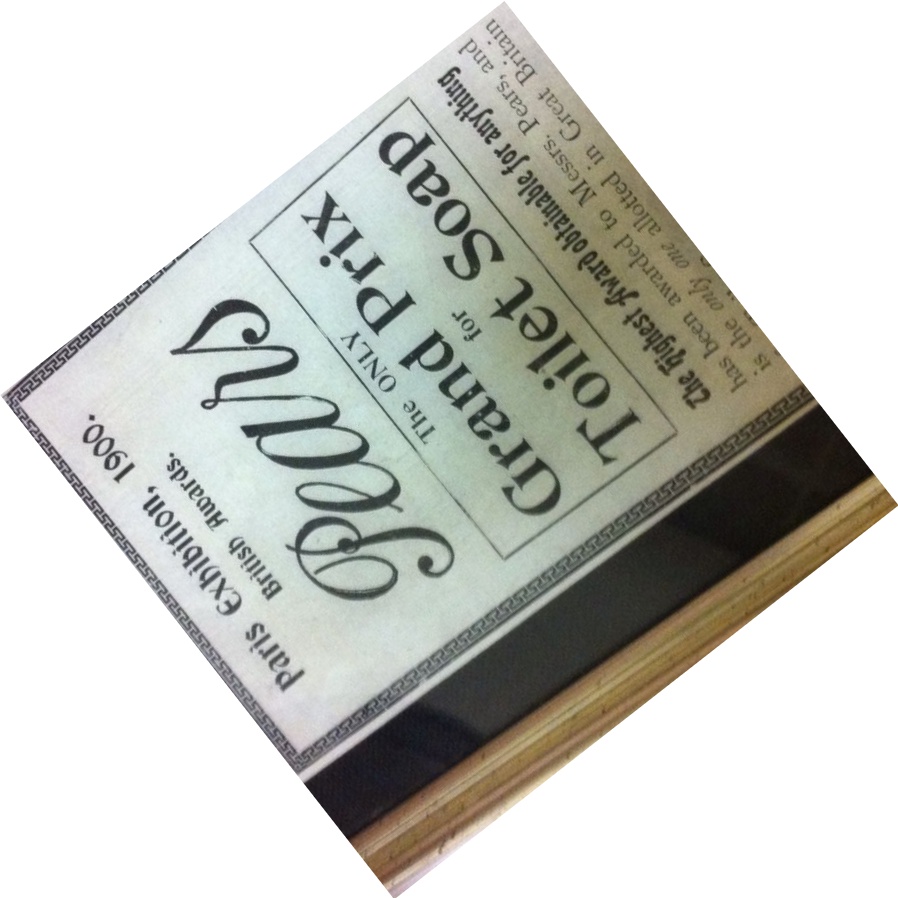 Paris Exhibition, 1900.
British Awards.
Pears
The ONLY
Grand Prix
for
Toilet Soap
The Highest Award obtainable for anything
has been awarded to Messrs. Pears, and
is the only one allotted in Great Britain